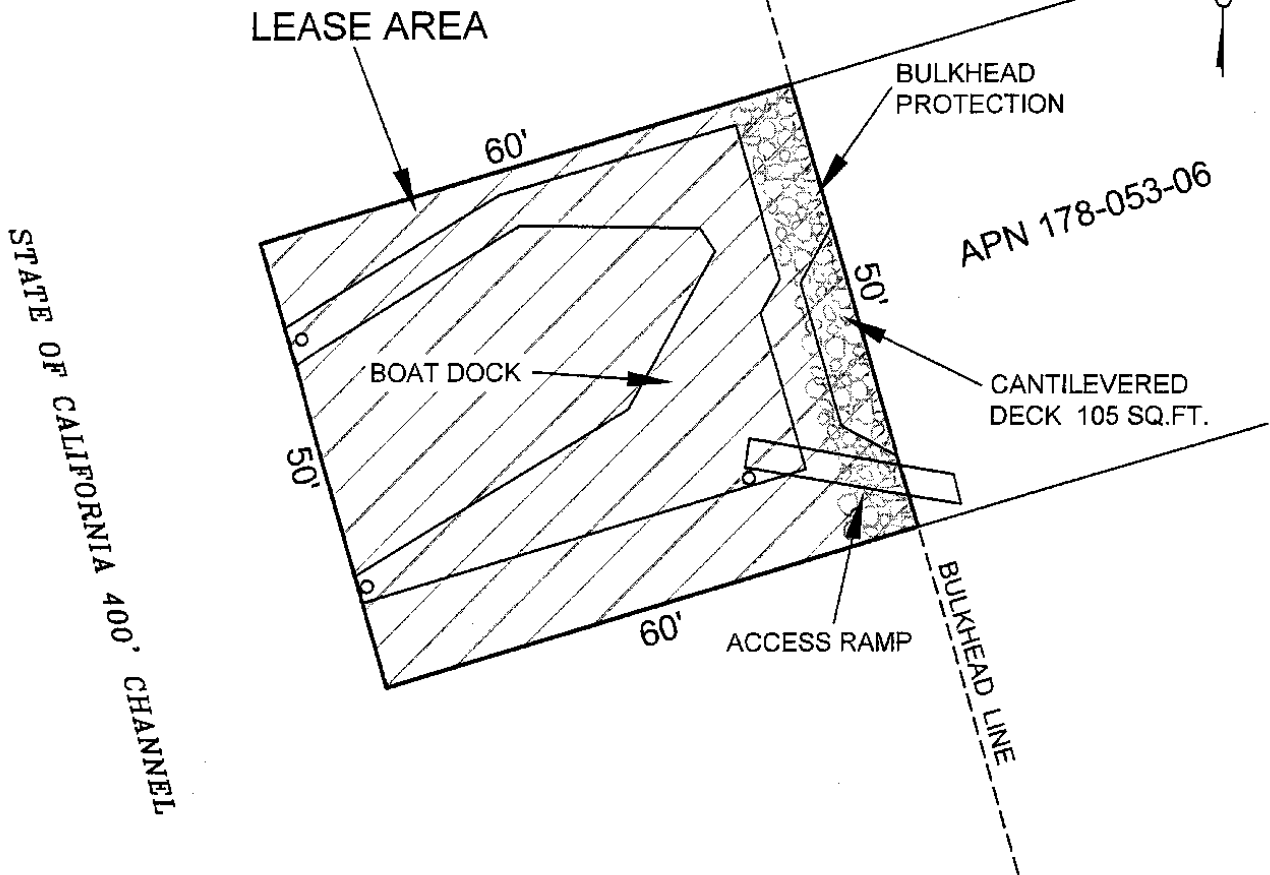 LEASE AREA
BULKHEAD
PROTECTION
60'
APN 178-053-06
50'
STATE OF CALIFORNIA 400' CHANNEL
BOAT DOCK
CANTILEVERED
DECK 105 SQ.FT.
50'
60'
ACCESS RAMP
BULKHEAD LINE